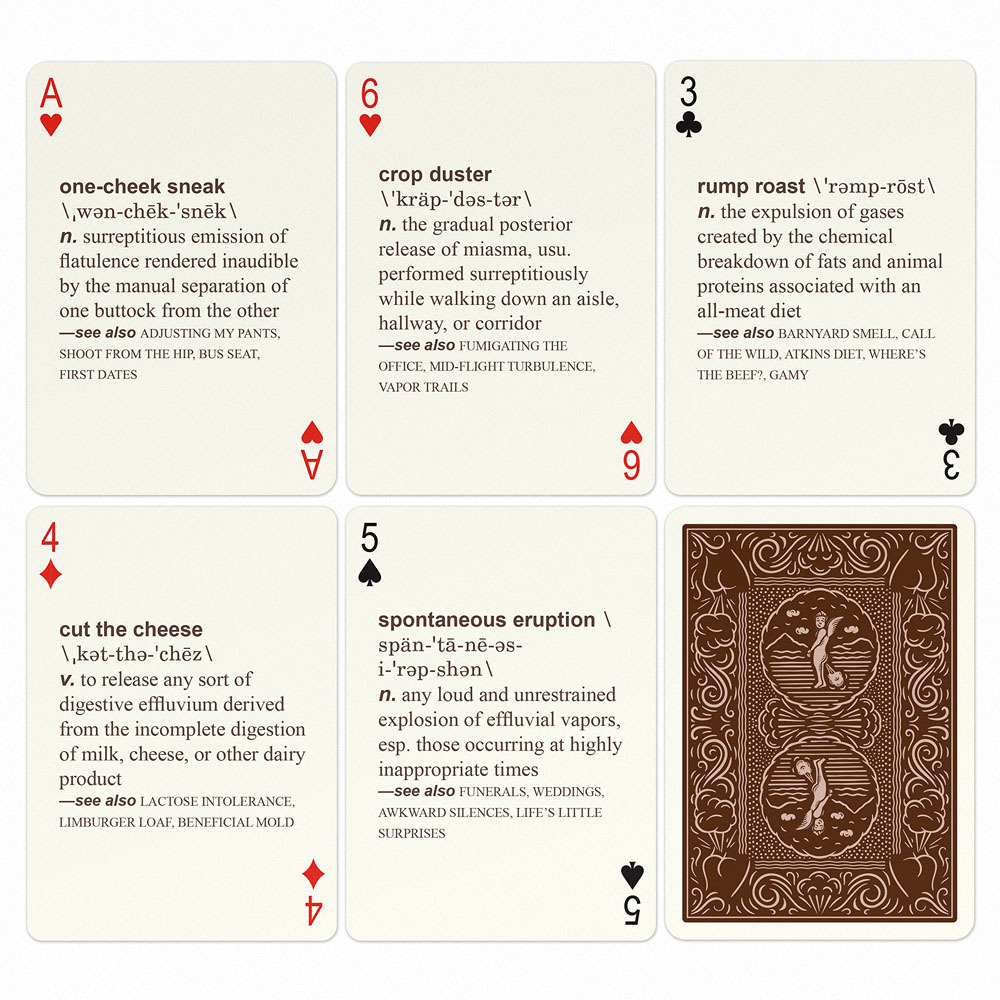 A
one-cheek sneak
\ˌwən-chēk-ˈsnēk\
n. surreptitious emission of
flatulence rendered inaudible
by the manual separation of
one buttock from the other
—see also ADJUSTING MY PANTS,
SHOOT FROM THE HIP, BUS SEAT,
FIRST DATES
A
6
crop duster
\ˈkräp-ˈdəs-tər\
n. the gradual posterior
release of miasma, usu.
performed surreptitiously
while walking down an aisle,
hallway, or corridor
—see also FUMIGATING THE
OFFICE, MID-FLIGHT TURBULENCE,
VAPOR TRAILS
6
3
rump roast \ˈrəmp-rōst\
n. the expulsion of gases
created by the chemical
breakdown of fats and animal
proteins associated with an
all-meat diet
—see also BARNYARD SMELL, CALL
OF THE WILD, ATKINS DIET, WHERE'S
THE BEEF?, GAMY
3
4
cut the cheese
\ˌkət-thə-ˈchēz\
v. to release any sort of
digestive effluvium derived
from the incomplete digestion
of milk, cheese, or other dairy
product
—see also LACTOSE INTOLERANCE,
LIMBURGER LOAF, BENEFICIAL MOLD
4
5
spontaneous eruption \
spän-ˈtā-nē-əs-
i-ˈrəp-shən\
n. any loud and unrestrained
explosion of effluvial vapors,
esp. those occurring at highly
inappropriate times
—see also FUNERALS, WEDDINGS,
AWKWARD SILENCES, LIFE'S LITTLE
SURPRISES
5